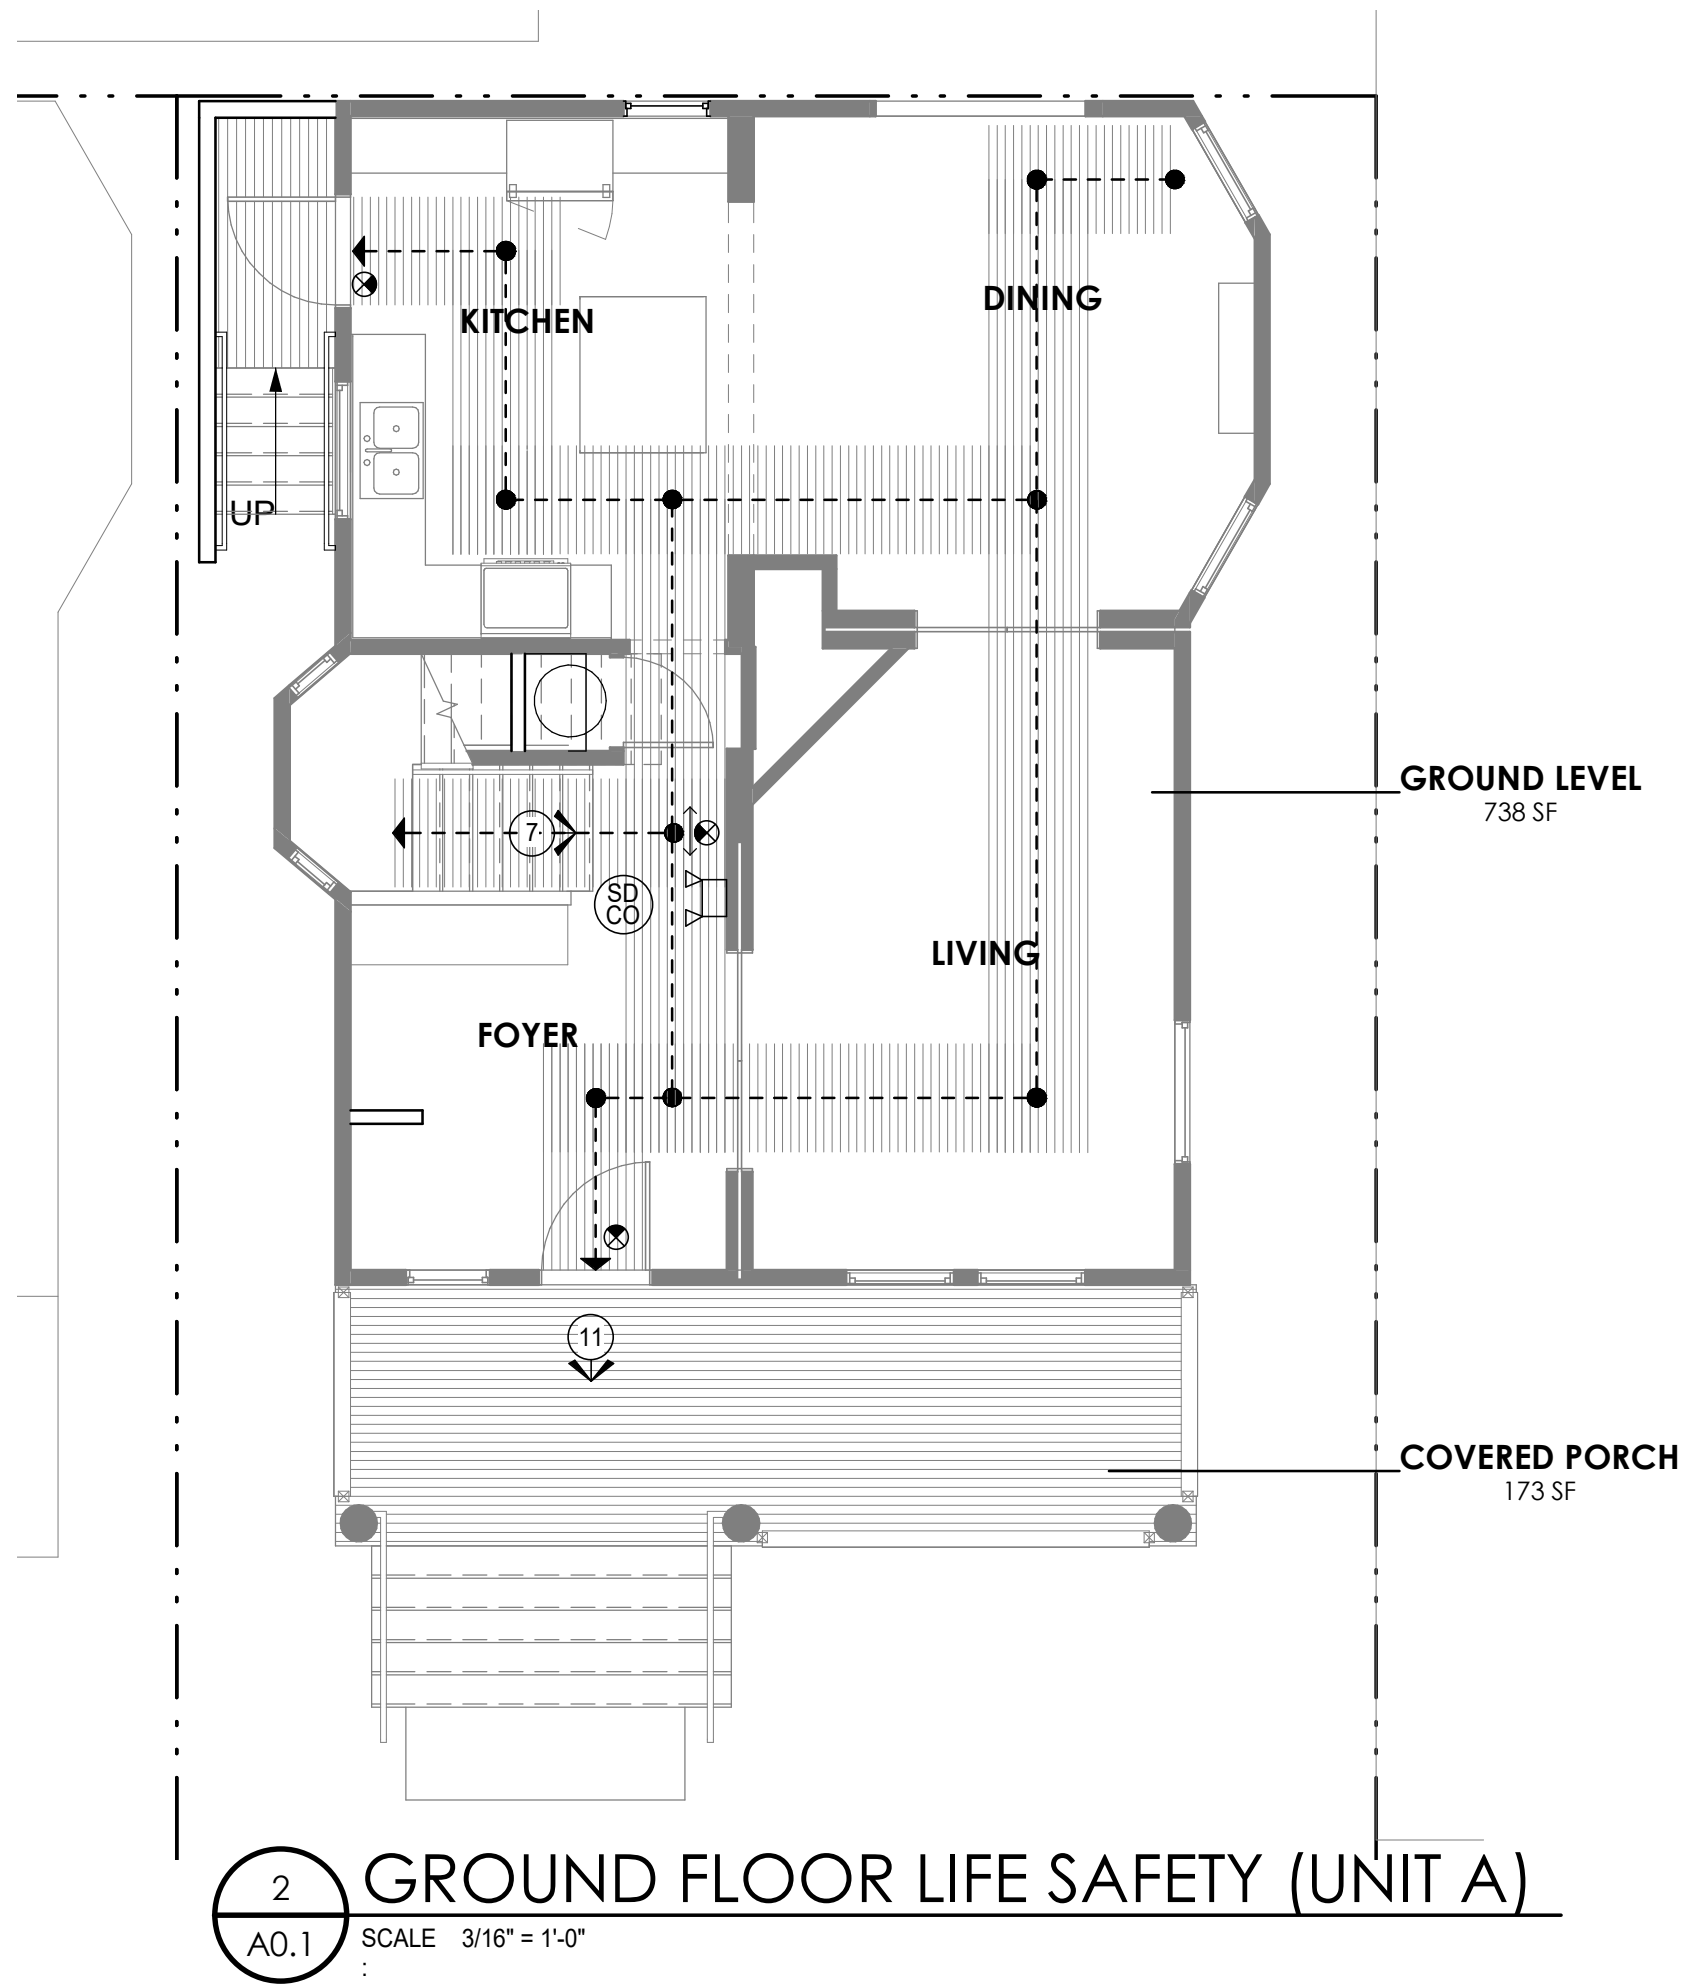 KITCHEN
DINING
UP
GROUND LEVEL
738 SF
7
SD
CO
LIVING
FOYER
11
COVERED PORCH
173 SF
2
A0.1
GROUND FLOOR LIFE SAFETY (UNIT A)
SCALE 3/16" = 1'-0"
: